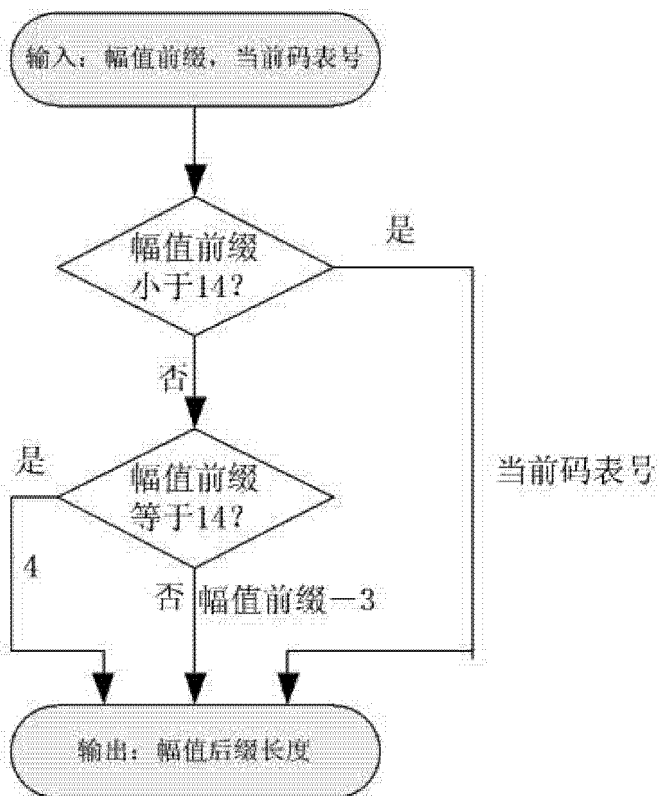 输入：幅值前缀，当前码表号
幅值前缀
小于14？
是
否
幅值前缀
等于14？
是
当前码表号
4
否
幅值前缀－3
输出：幅值后缀长度